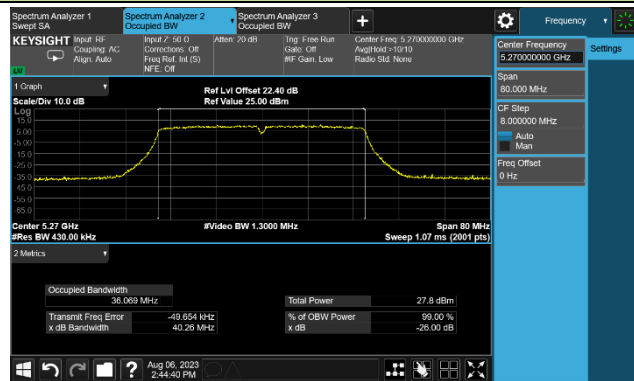 Spectrum Analyzer 1
Swept SA
Spectrum Analyzer 2
Occupied BW
Spectrum Analyzer 3
Occupied BW
Frequency
KEYSIGHT
Input: RF
Coupling: AC
Align: Auto
Input Z: 50 Ω
Corrections: Off
Freq Ref: Int (S)
NFE: Off
Atten: 20 dB
Trig: Free Run
Gate: Off
#IF Gain: Low
Center Freq: 5.270000000 GHz
Avg|Hold:>10/10
Radio Std: None
Center Frequency
5.270000000 GHz
Settings
Span
80.000 MHz
CF Step
8.000000 MHz
Auto
Man
Freq Offset
0 Hz
1 Graph
Scale/Div 10.0 dB
Ref Lvl Offset 22.40 dB
Ref Value 25.00 dBm
Log
15.0
5.00
-5.00
-15.0
-25.0
-35.0
-45.0
-55.0
-65.0
Center 5.27 GHz
#Res BW 430.00 kHz
#Video BW 1.3000 MHz
Span 80 MHz
Sweep 1.07 ms (2001 pts)
2 Metrics
Occupied Bandwidth
36.069 MHz
Total Power
27.8 dBm
Transmit Freq Error
-49.654 kHz
% of OBW Power
99.00 %
x dB Bandwidth
40.26 MHz
x dB
-26.00 dB
?
Aug 06, 2023
2:44:40 PM